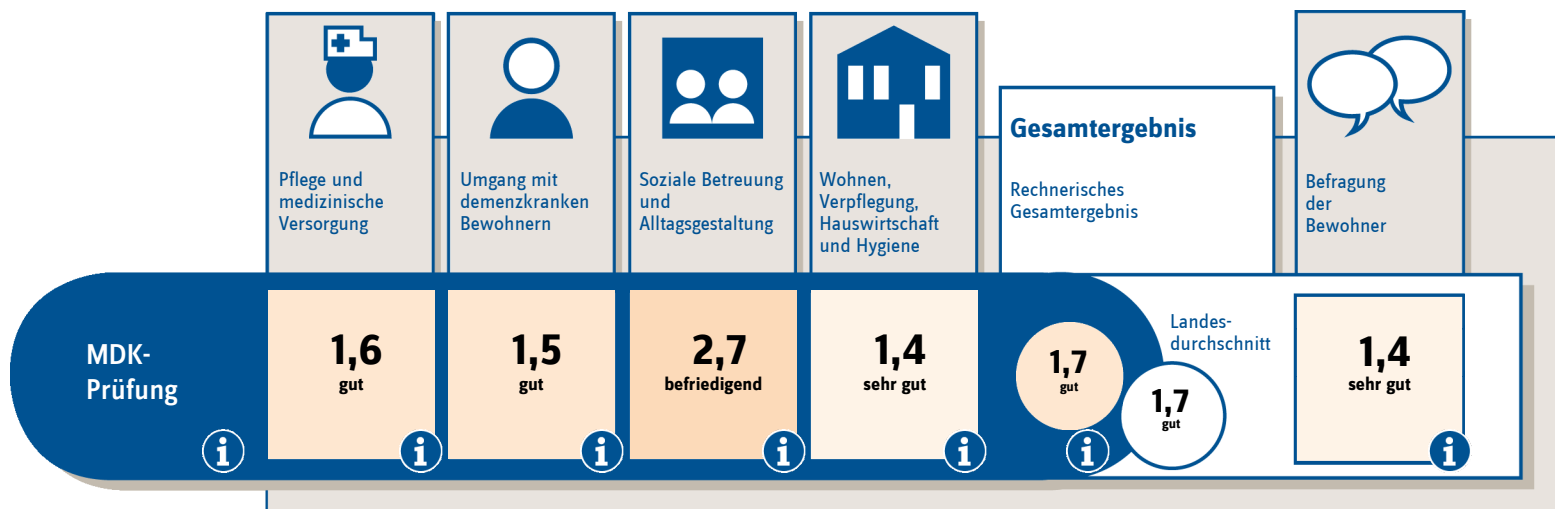 Pflege und
medizinische
Versorgung
Umgang mit
demenzkranken
Bewohnern
Soziale Betreuung
und
Alltagsgestaltung
Wohnen,
Verpflegung,
Hauswirtschaft
und Hygiene
Gesamtergebnis
Rechnerisches
Gesamtergebnis
Befragung
der
Bewohner
MDK-
Prüfung
i
1,6
gut
i
1,5
gut
i
2,7
befriedigend
i
1,4
sehr gut
i
1,7
gut
i
Landes-
durchschnitt
1,7
gut
1,4
sehr gut
i